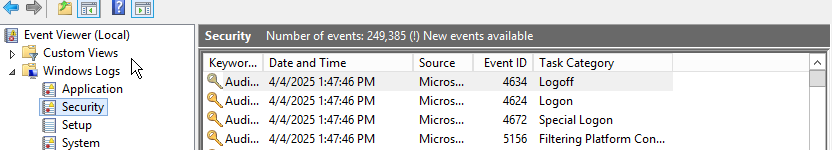 Event Viewer (Local)
Custom Views
Windows Logs
Application
Security
Setup
System
Security Number of events: 249,385 (!) New events available
Keywor... Date and Time Source Event ID Task Category
Audi... 4/4/2025 1:47:46 PM Micros... 4634 Logoff
Audi... 4/4/2025 1:47:46 PM Micros... 4624 Logon
Audi... 4/4/2025 1:47:46 PM Micros... 4672 Special Logon
Audi... 4/4/2025 1:47:46 PM Micros... 5156 Filtering Platform Con...